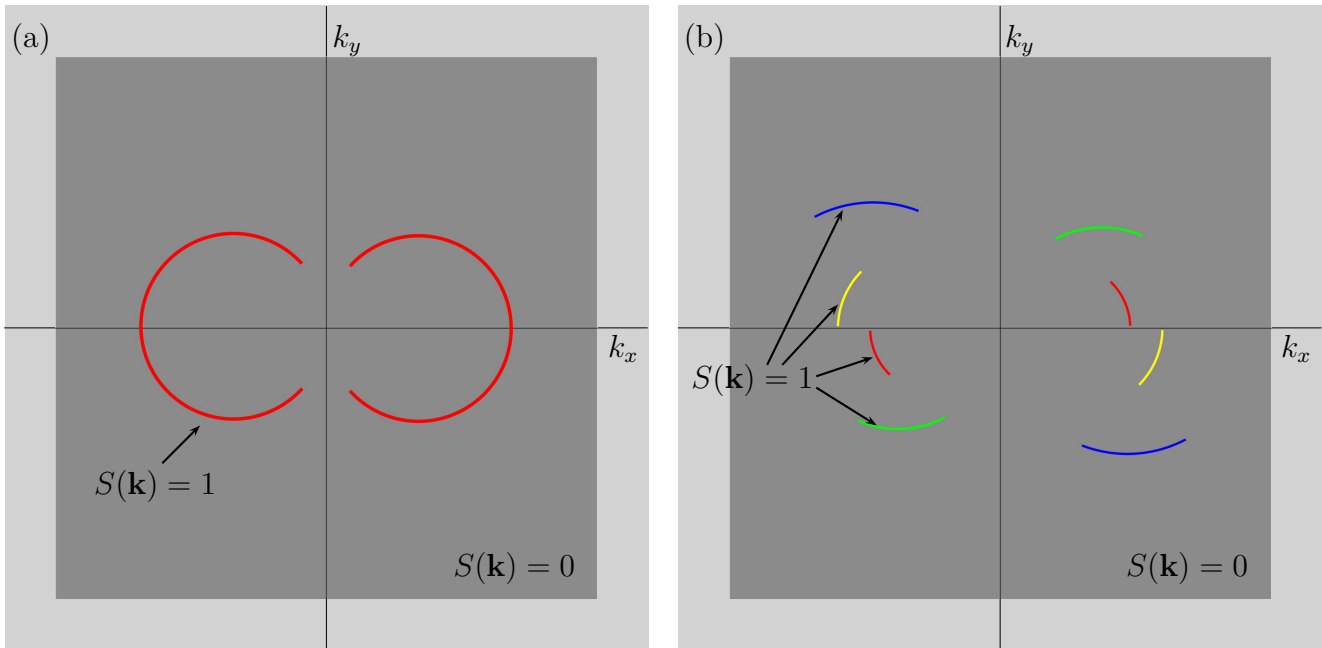 (a)
k_y
k_x
S(𝐤) = 1
S(𝐤) = 0
(b)
k_y
k_x
S(𝐤) = 1
S(𝐤) = 0